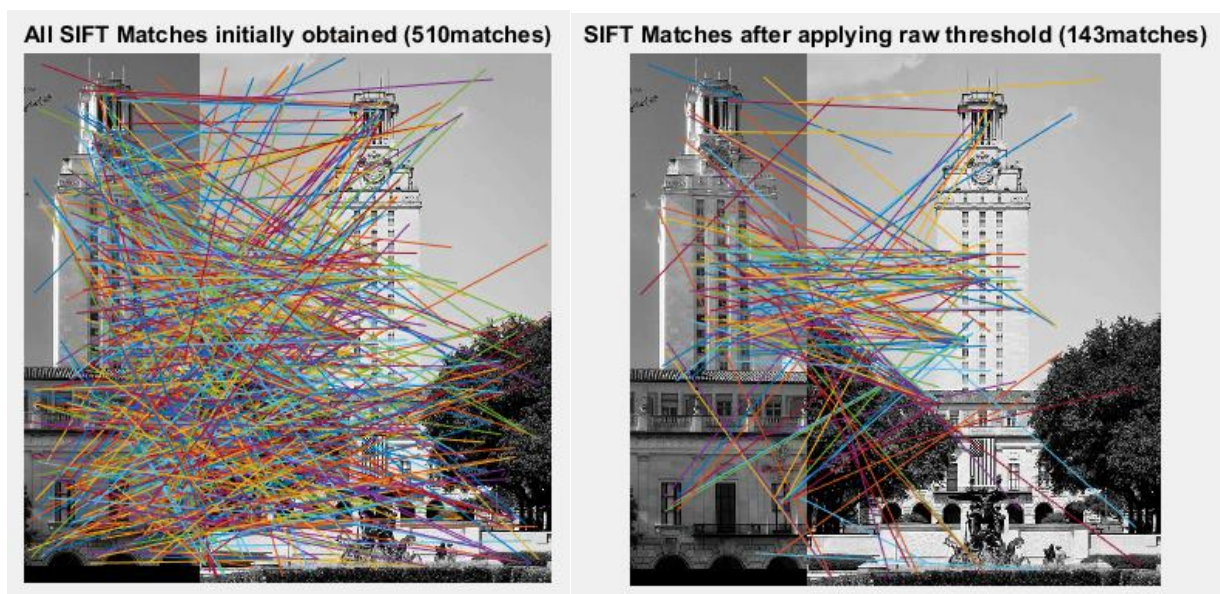 All SIFT Matches initially obtained (510matches)
SIFT Matches after applying raw threshold (143matches)